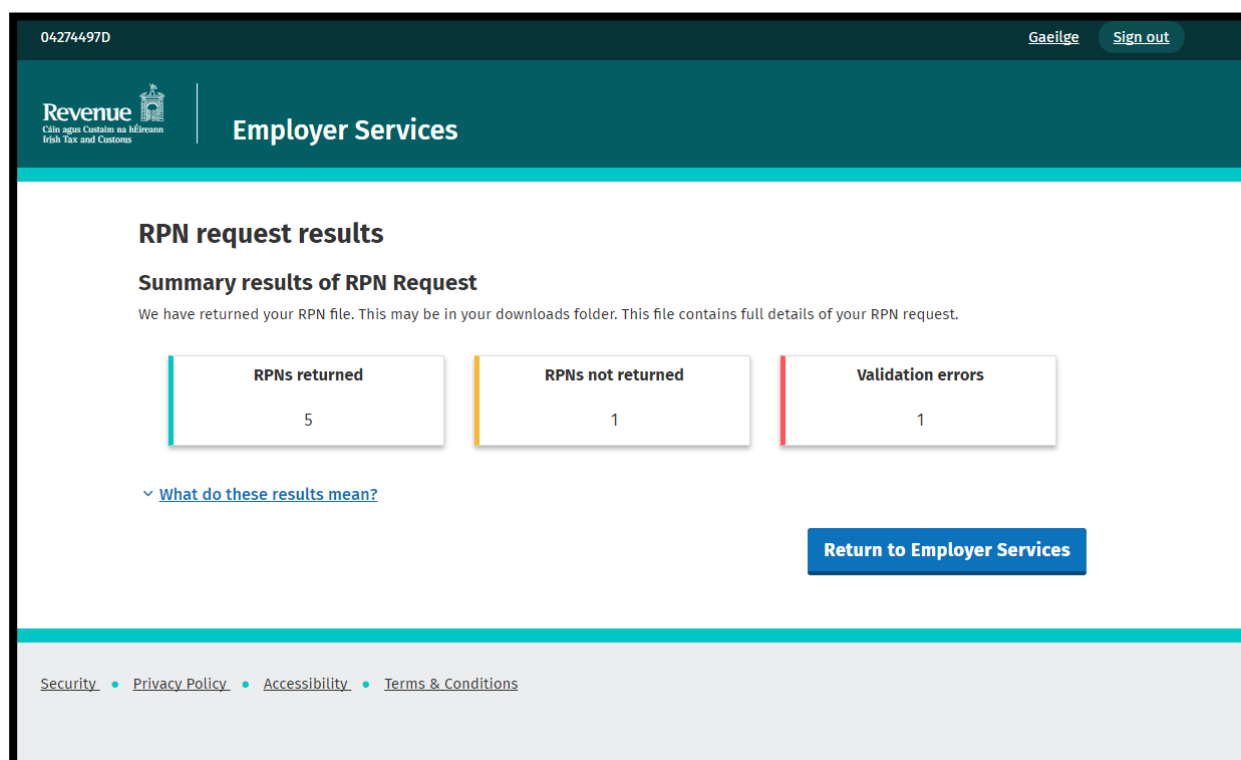 04274497D
Gaeilge
Sign out
Revenue
Cáin agus Custaim na hÉireann
Irish Tax and Customs
Employer Services
RPN request results
Summary results of RPN Request
We have returned your RPN file. This may be in your downloads folder. This file contains full details of your RPN request.
RPNs returned
5
RPNs not returned
1
Validation errors
1
What do these results mean?
Return to Employer Services
Security • Privacy Policy • Accessibility • Terms & Conditions